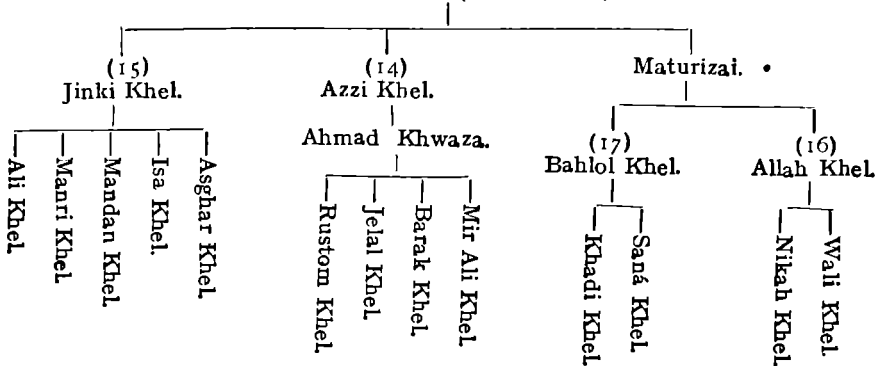 (15)
Jinki Khel.
(14)
Azzi Khel.
Maturizai.
Ahmad Khwaza.
(17)
Bahlol Khel.
(16)
Allah Khel.
Ali Khel.
Manri Khel.
Mandan Khel.
Isa Khel.
Asghar Khel.
Rustom Khel.
Jelal Khel.
Barak Khel.
Mir Ali Khel.
Khadi Khel.
Saná Khel.
Nikah Khel.
Wali Khel.